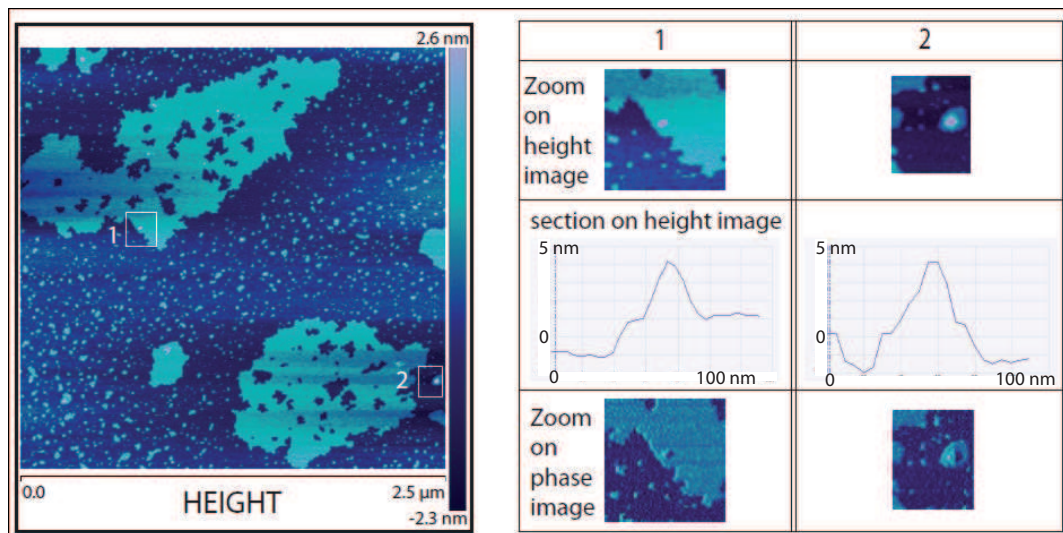 2.6 nm
1
2
0.0
HEIGHT
2.5 µm
-2.3 nm
1
2
Zoom
on
height
image
section on height image
5 nm
0
0
100 nm
5 nm
0
0
100 nm
Zoom
on
phase
image